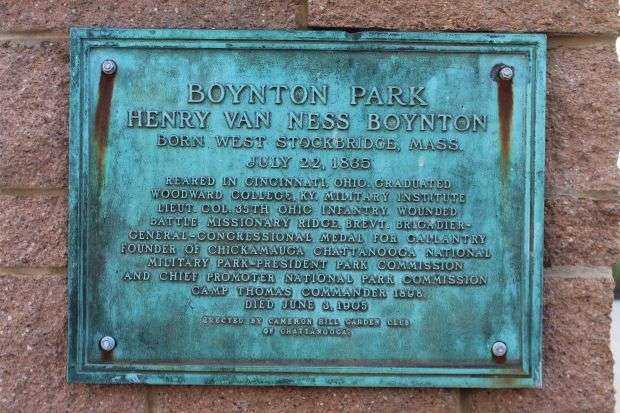 BOYNTON PARK
HENRY VAN NESS BOYNTON
BORN WEST STOCKBRIDGE, MASS.
JULY 22, 1835
REARED IN CINCINNATI, OHIO. GRADUATED
WOODWARD COLLEGE, KY. MILITARY INSTITUTE
LIEUT. COL. 35TH OHIO INFANTRY. WOUNDED
BATTLE MISSIONARY RIDGE, BREVT. BRIGADIER-
GENERAL-CONGRESSIONAL MEDAL FOR GALLANTRY
FOUNDER OF CHICKAMAUGA CHATTANOOGA NATIONAL
MILITARY PARK-PRESIDENT PARK COMMISSION
AND CHIEF PROMOTER NATIONAL PARK COMMISSION
CAMP THOMAS COMMANDER 1898
DIED JUNE 3, 1905
ERECTED BY CAMERON HILL GARDEN CLUB
OF CHATTANOOGA.